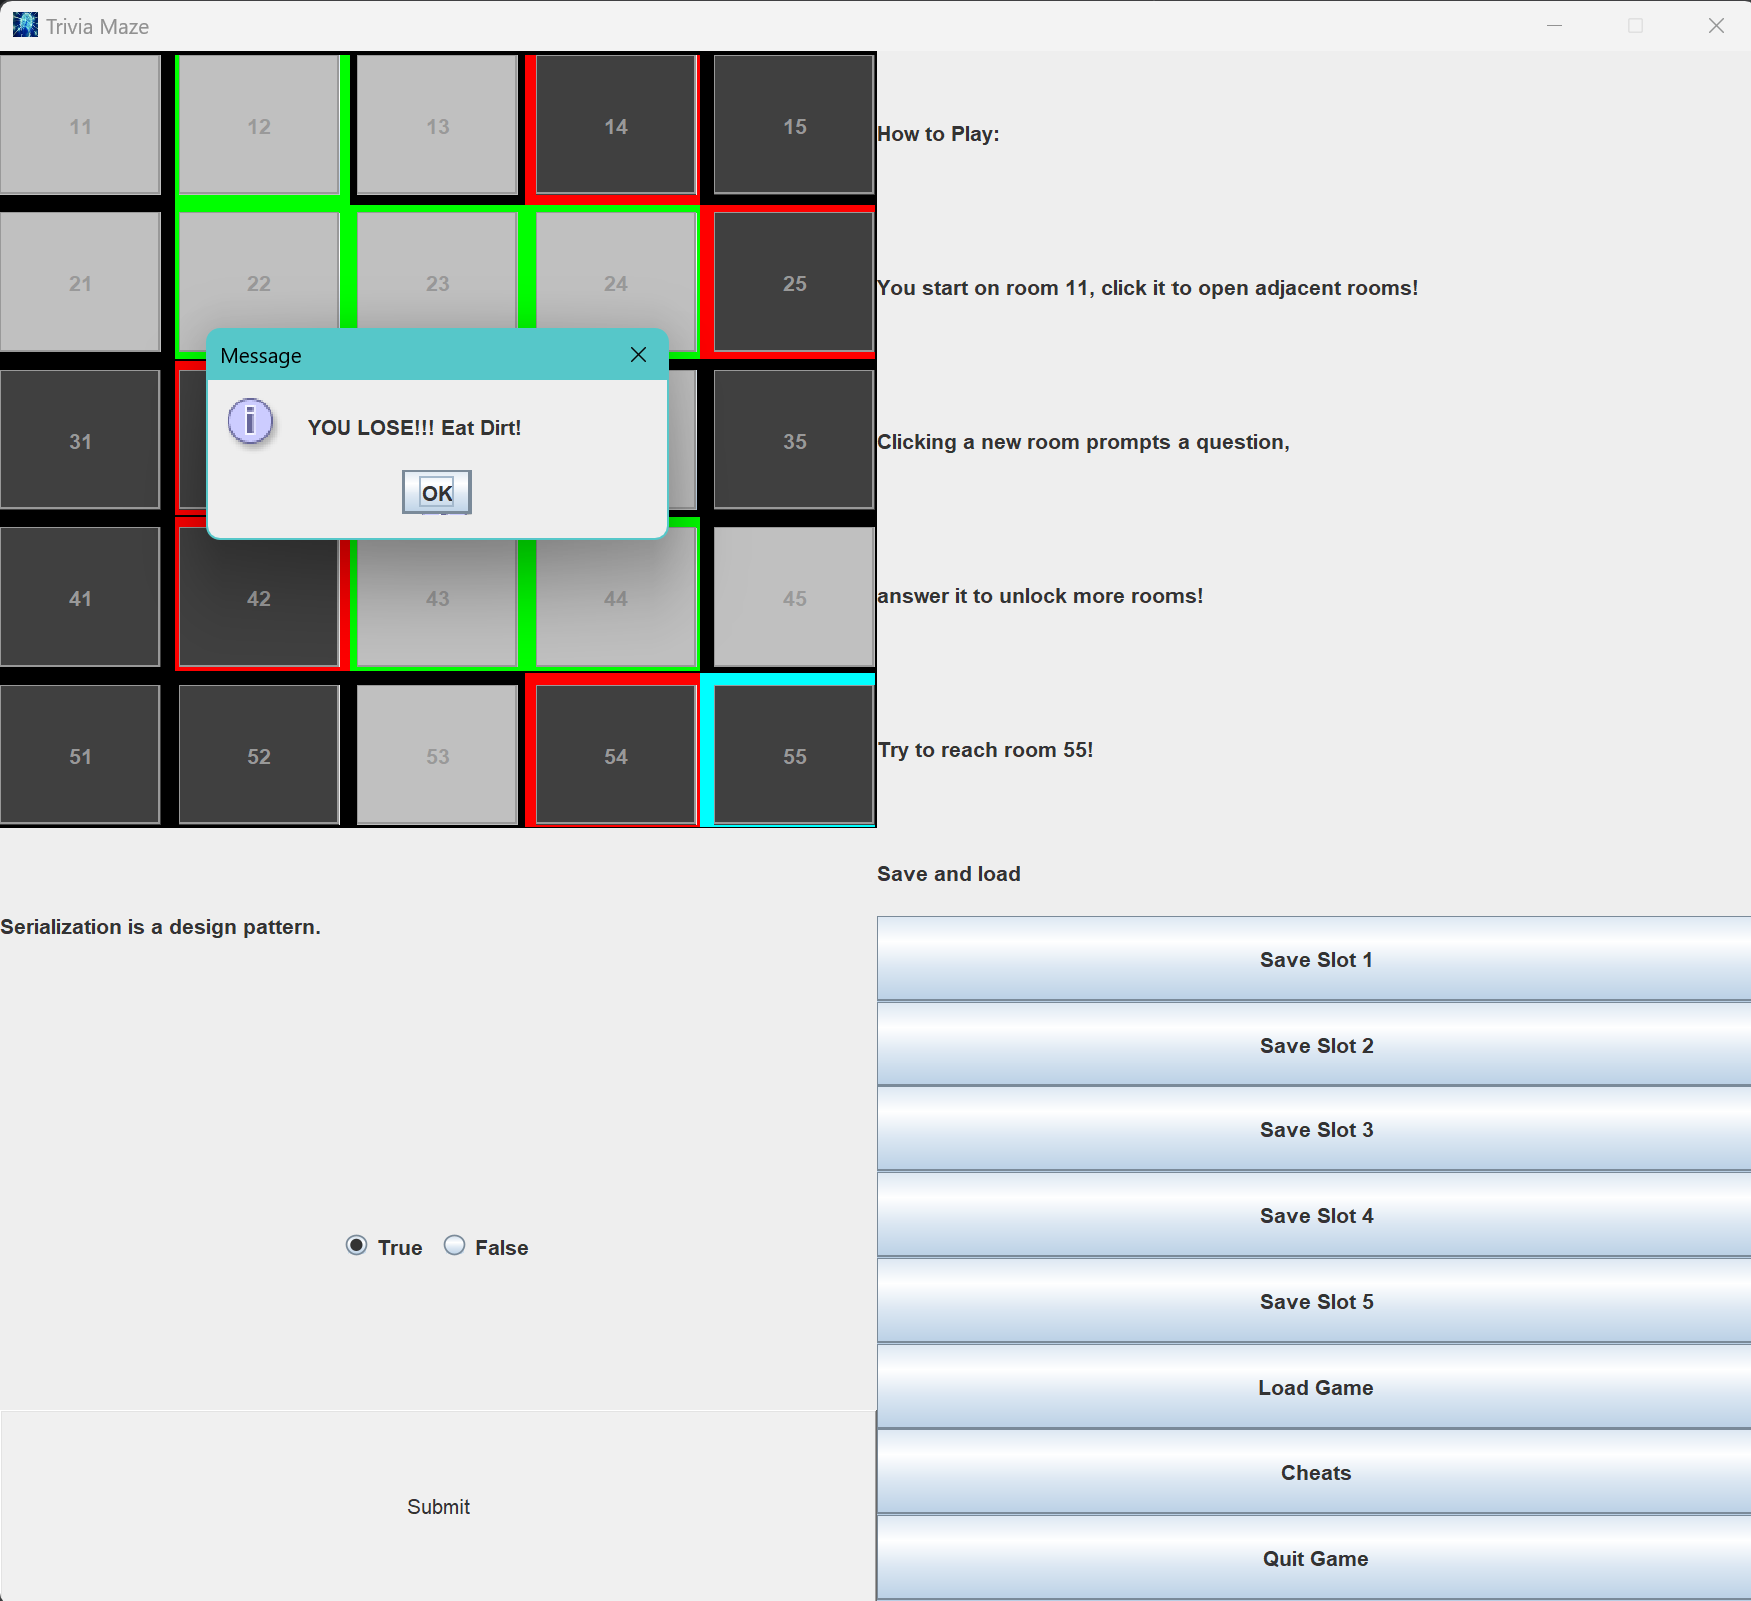 Trivia Maze
11 12 13 14 15
How to Play:
21 22 23 24 25
You start on room 11, click it to open adjacent rooms!
Message
YOU LOSE!!! Eat Dirt!
OK
31 35
Clicking a new room prompts a question,
41 42 43 44 45
answer it to unlock more rooms!
51 52 53 54 55
Try to reach room 55!
Serialization is a design pattern.
True False
Submit
Save and load
Save Slot 1
Save Slot 2
Save Slot 3
Save Slot 4
Save Slot 5
Load Game
Cheats
Quit Game